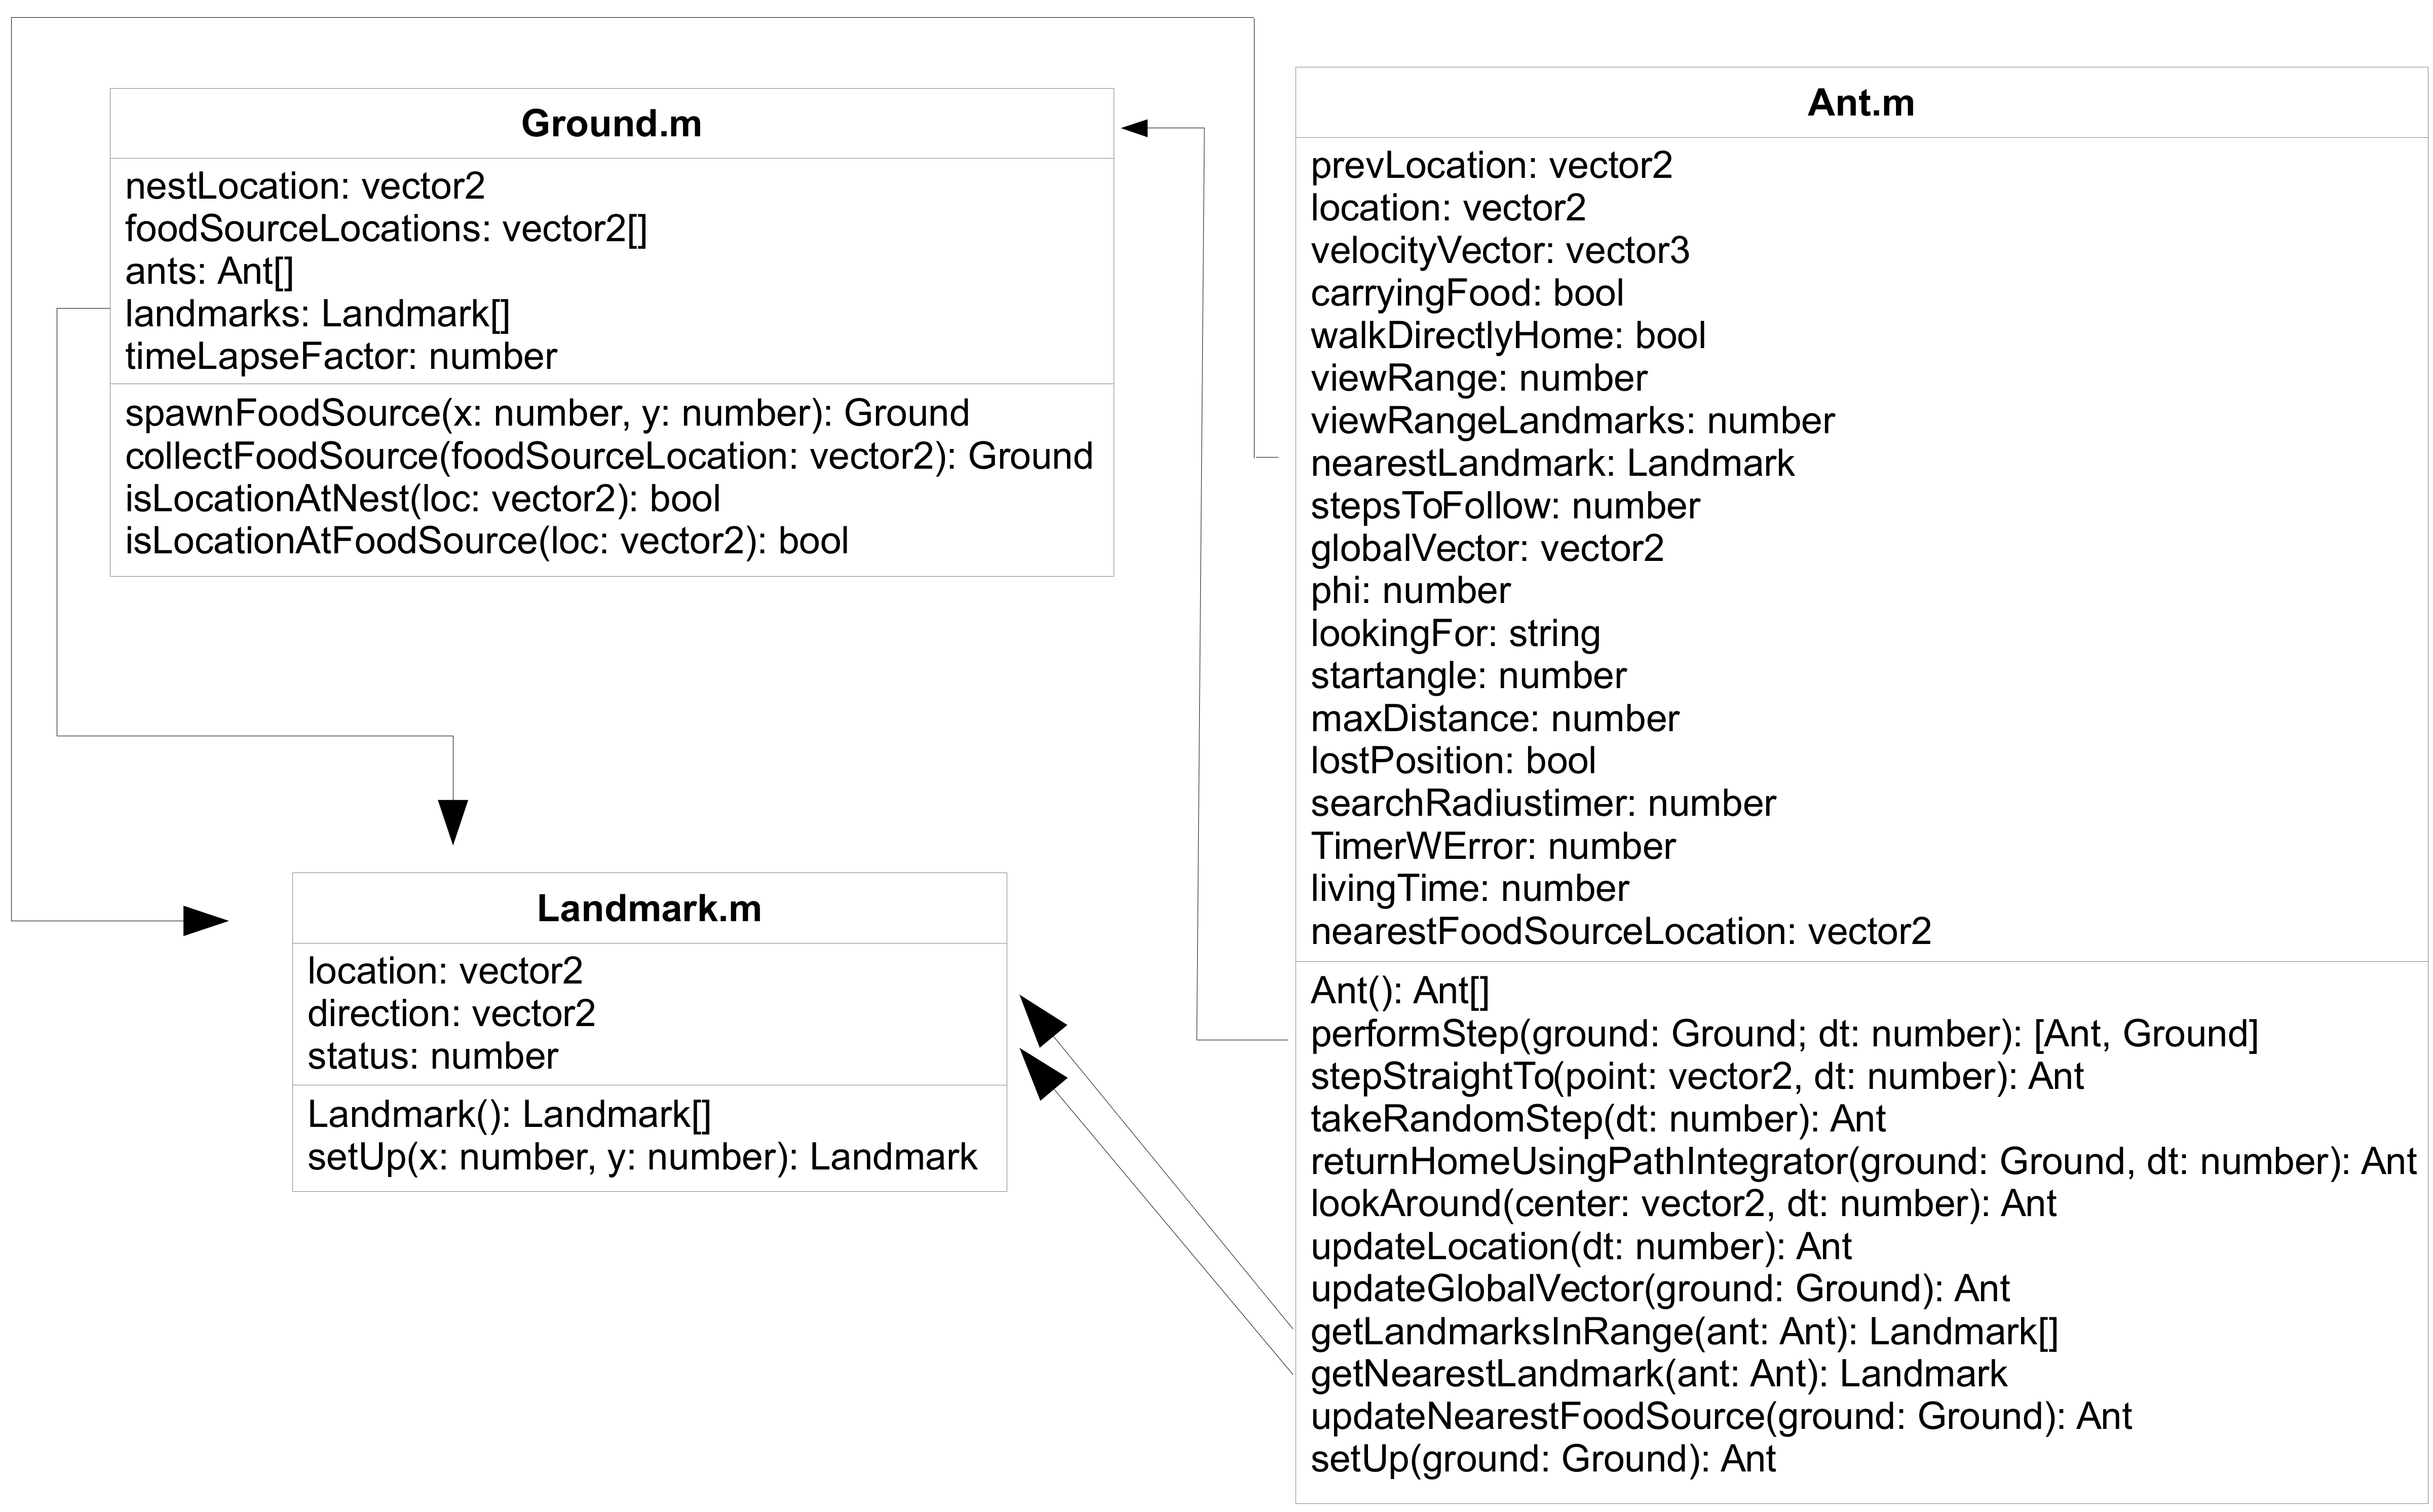 Ground.m
nestLocation: vector2
foodSourceLocations: vector2[]
ants: Ant[]
landmarks: Landmark[]
timeLapseFactor: number
spawnFoodSource(x: number, y: number): Ground
collectFoodSource(foodSourceLocation: vector2): Ground
isLocationAtNest(loc: vector2): bool
isLocationAtFoodSource(loc: vector2): bool
Landmark.m
location: vector2
direction: vector2
status: number
Landmark(): Landmark[]
setUp(x: number, y: number): Landmark
Ant.m
prevLocation: vector2
location: vector2
velocityVector: vector3
carryingFood: bool
walkDirectlyHome: bool
viewRange: number
viewRangeLandmarks: number
nearestLandmark: Landmark
stepsToFollow: number
globalVector: vector2
phi: number
lookingFor: string
startangle: number
maxDistance: number
lostPosition: bool
searchRadiustimer: number
TimerWError: number
livingTime: number
nearestFoodSourceLocation: vector2
Ant(): Ant[]
performStep(ground: Ground; dt: number): [Ant, Ground]
stepStraightTo(point: vector2, dt: number): Ant
takeRandomStep(dt: number): Ant
returnHomeUsingPathIntegrator(ground: Ground, dt: number): Ant
lookAround(center: vector2, dt: number): Ant
updateLocation(dt: number): Ant
updateGlobalVector(ground: Ground): Ant
getLandmarksInRange(ant: Ant): Landmark[]
getNearestLandmark(ant: Ant): Landmark
updateNearestFoodSource(ground: Ground): Ant
setUp(ground: Ground): Ant